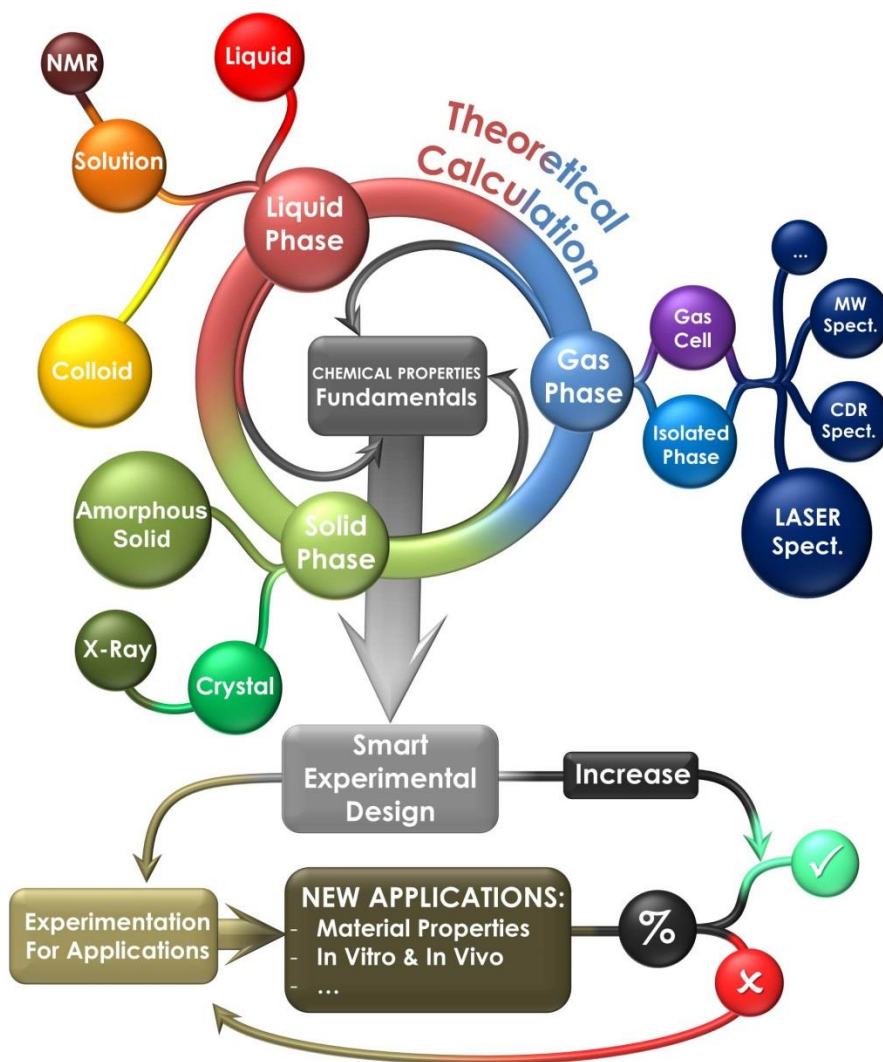 NMR
Liquid
Solution
Theoretical
Calculation
Liquid
Phase
...
MW
Spect.
Gas
Cell
CHEMICAL PROPERTIES
Fundamentals
Gas
Phase
Colloid
CDR
Spect.
Isolated
Phase
Amorphous
Solid
Solid
Phase
LASER
Spect.
X-Ray
Crystal
Smart
Experimental
Design
Increase
✓
Experimentation
For Applications
NEW APPLICATIONS:
- Material Properties
- In Vitro & In Vivo
- ...
%
x